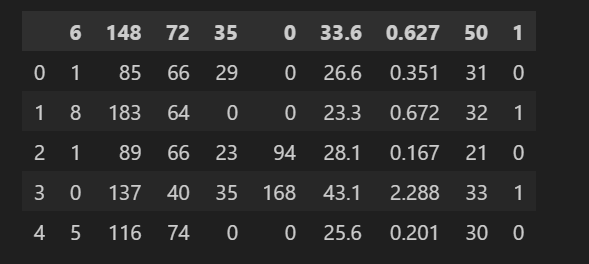 6 148 72 35 0 33.6 0.627 50 1
0 1 85 66 29 0 26.6 0.351 31 0
1 8 183 64 0 0 23.3 0.672 32 1
2 1 89 66 23 94 28.1 0.167 21 0
3 0 137 40 35 168 43.1 2.288 33 1
4 5 116 74 0 0 25.6 0.201 30 0